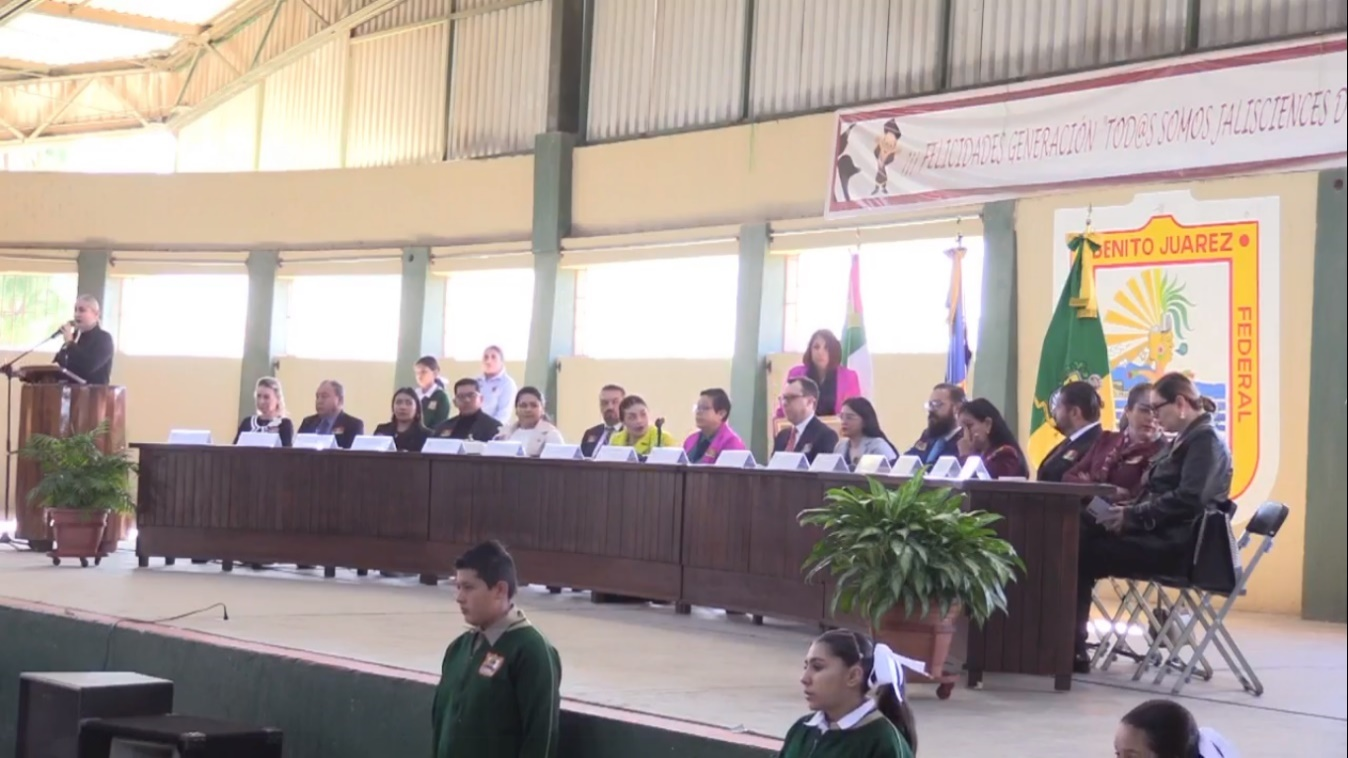 ¡¡¡ FELICIDADES GENERACIÓN "TOD@S SOMOS JALISCIENCES D
BENITO JUAREZ
FEDERAL